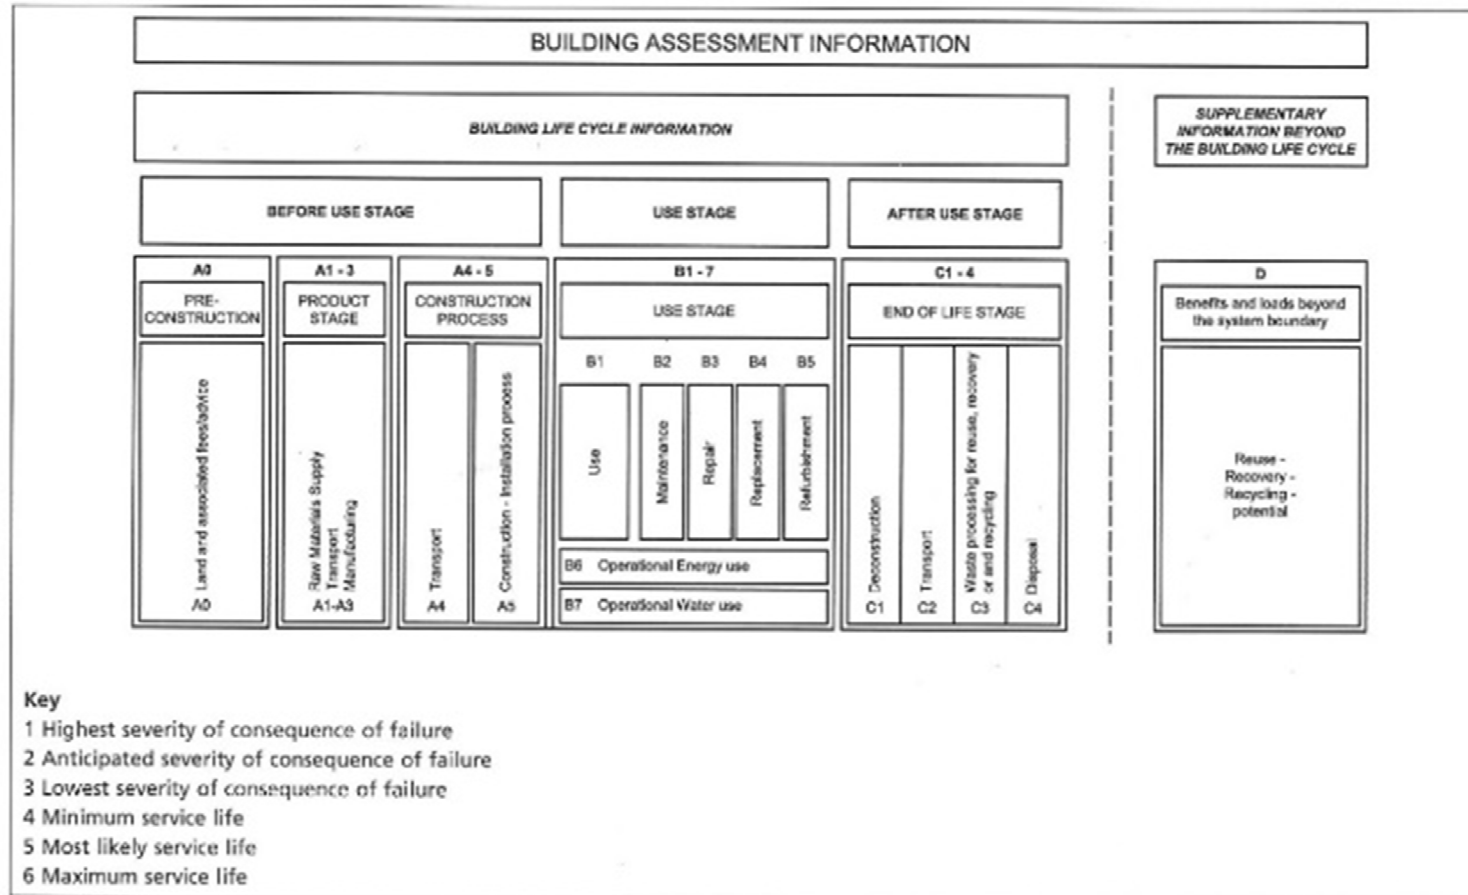 BUILDING ASSESSMENT INFORMATION
BUILDING LIFE CYCLE INFORMATION
SUPPLEMENTARY
INFORMATION BEYOND
THE BUILDING LIFE CYCLE
BEFORE USE STAGE
USE STAGE
AFTER USE STAGE
A0
PRE-
CONSTRUCTION
Land and associated fees/advice
A0
A1 - 3
PRODUCT
STAGE
Raw Materials Supply
Transport
Manufacturing
A1-A3
A4 - 5
CONSTRUCTION
PROCESS
Transport
A4
Construction - Installation process
A5
B1 - 7
USE STAGE
B1
Use
B2
Maintenance
B3
Repair
B4
Replacement
B5
Refurbishment
B6 Operational Energy use
B7 Operational Water use
C1 - 4
END OF LIFE STAGE
Deconstruction
C1
Transport
C2
Waste processing for reuse, recovery
or and recycling
C3
Disposal
C4
D
Benefits and loads beyond
the system boundary
Reuse -
Recovery -
Recycling -
potential
Key
1 Highest severity of consequence of failure
2 Anticipated severity of consequence of failure
3 Lowest severity of consequence of failure
4 Minimum service life
5 Most likely service life
6 Maximum service life